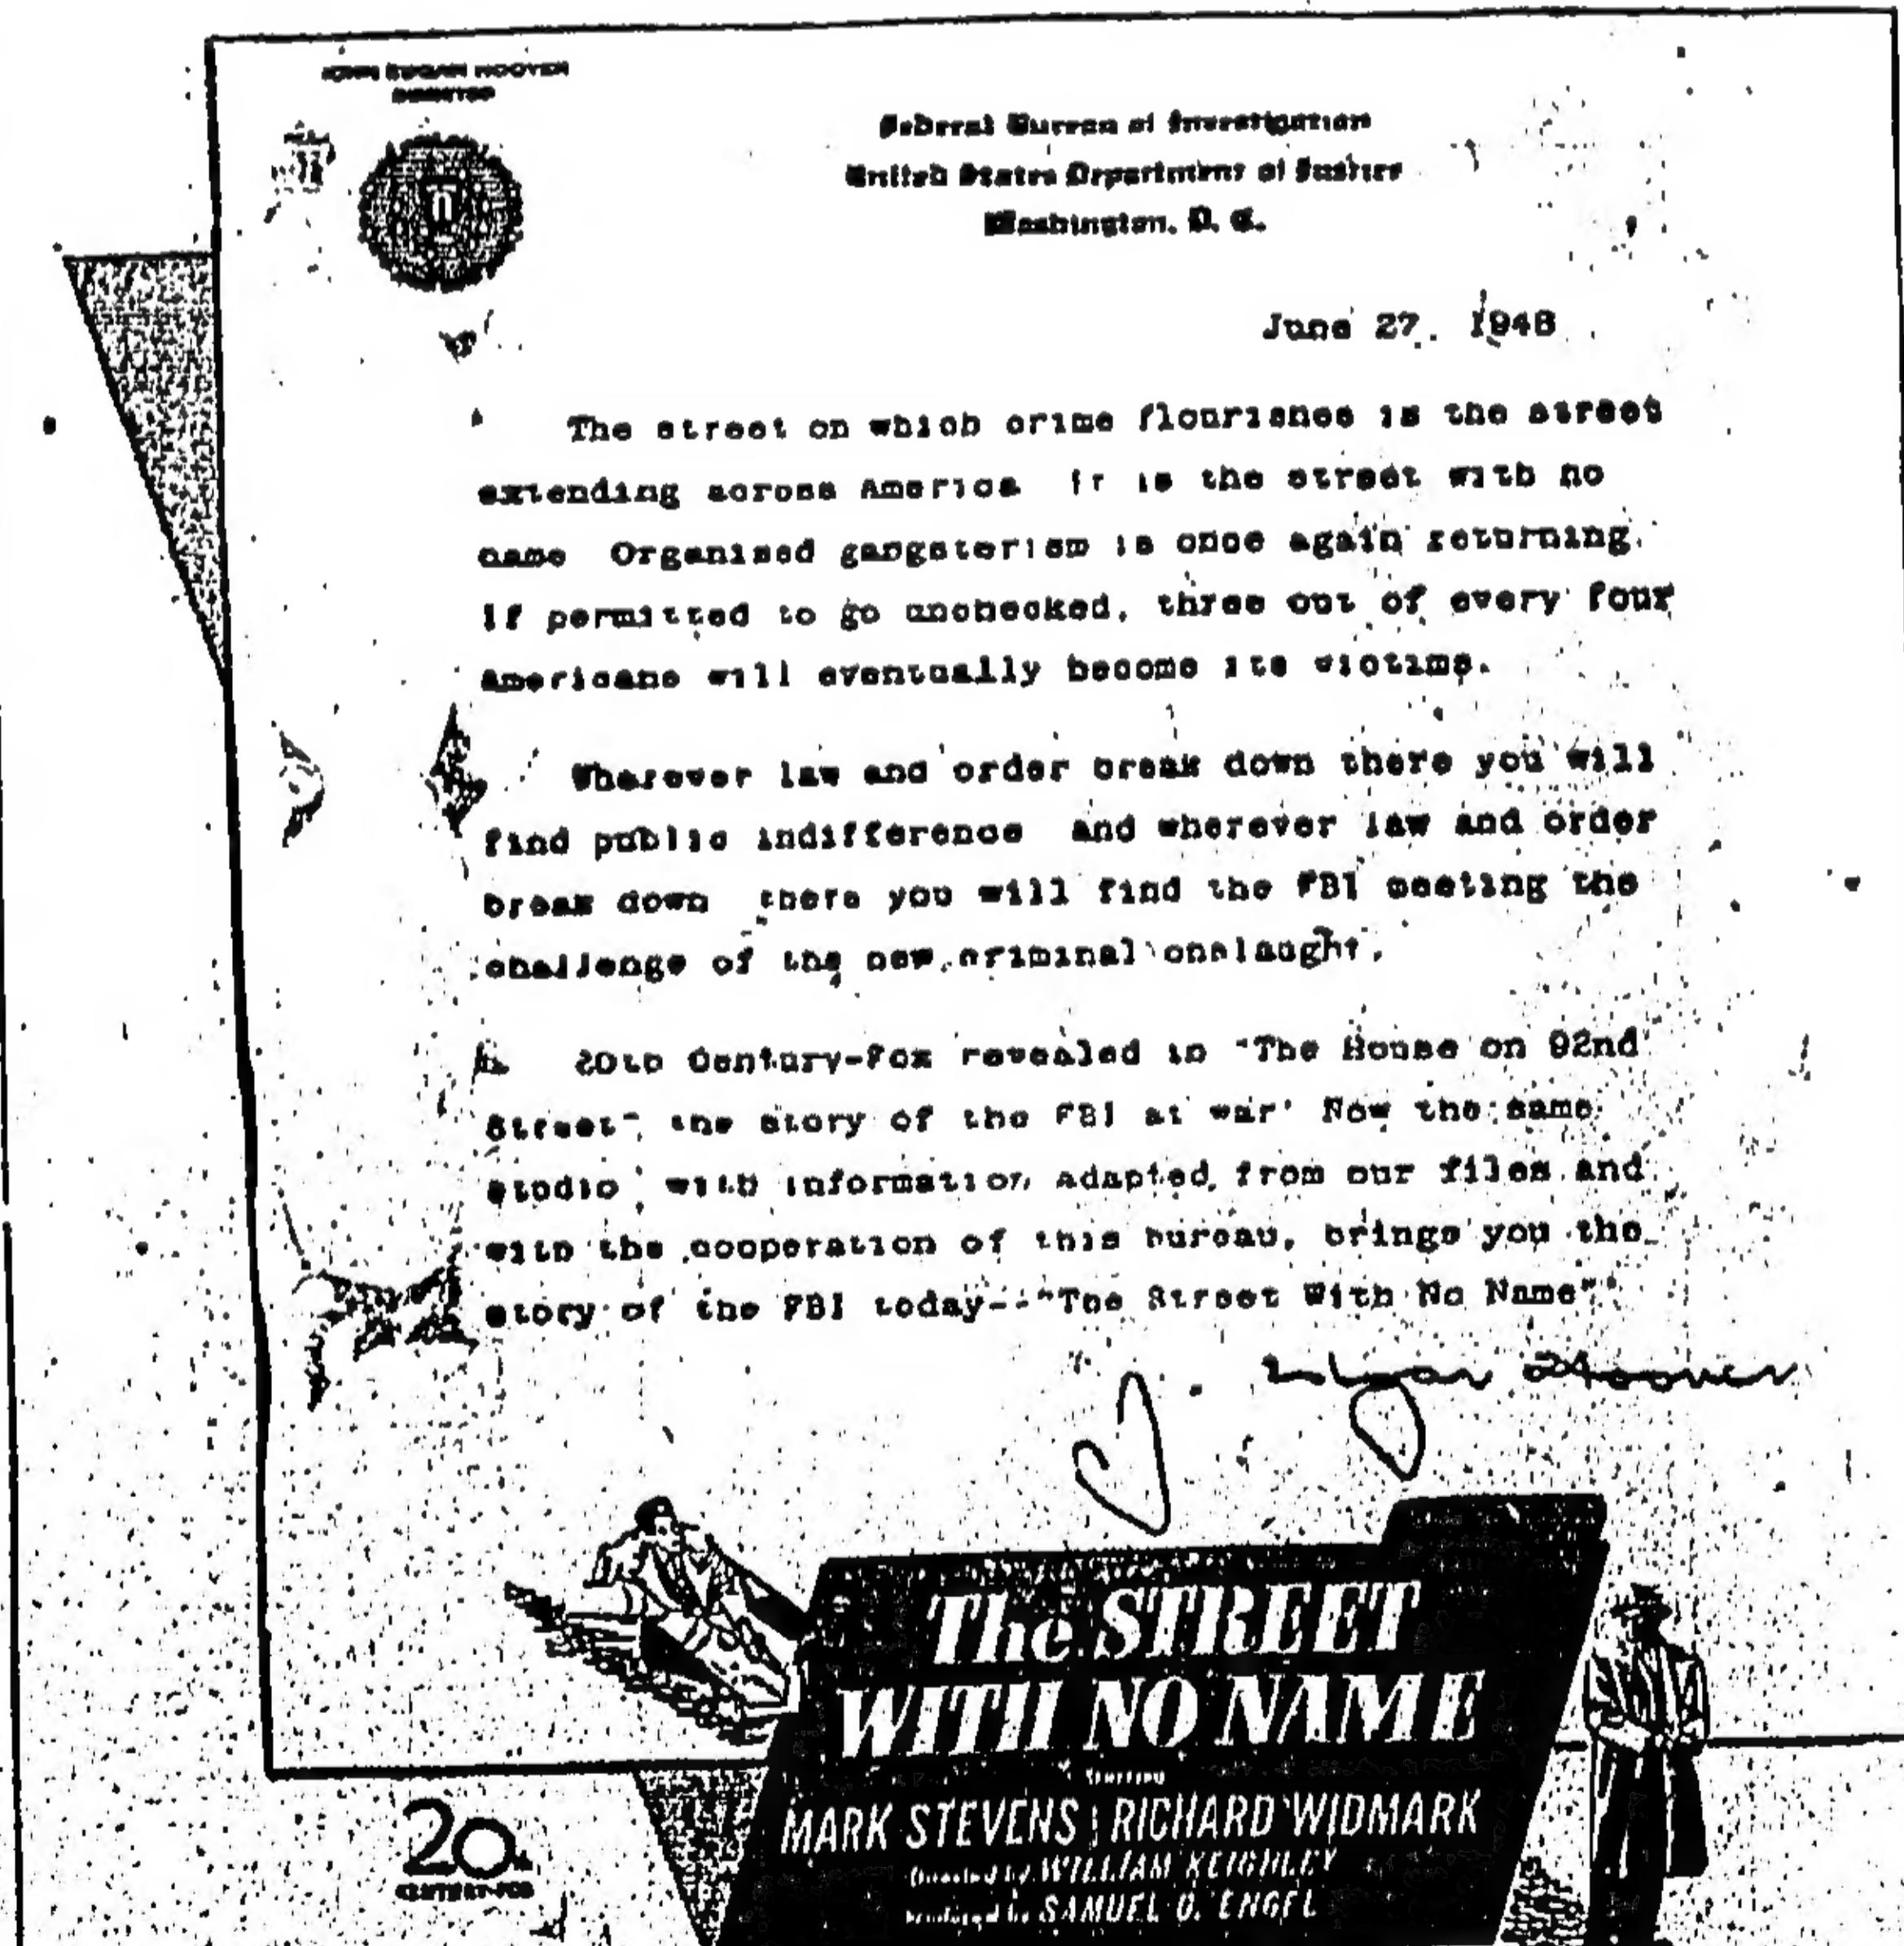 JOHN EDGAR HOOVER
DIRECTOR
Federal Bureau of Investigation
United States Department of Justice
Washington, D. C.
June 27, 1948
The street on which crime flourishes is the street
extending across America It is the street with no
name Organized gangsterism is once again returning.
If permitted to go unchecked, three out of every four
Americans will eventually become its victims.
Wherever law and order break down there you will
find public indifference and wherever law and order
break down there you will find the FBI meeting the
challenge of the new criminal onslaught.
20th Century-Fox revealed in "The House on 92nd
Street", the story of the FBI at war. Now the same
studio, with information adapted from our files and
with the cooperation of this bureau, brings you the
story of the FBI today--"The Street With No Name".
J. Edgar Hoover
The STREET
WITH NO NAME
Starring
MARK STEVENS RICHARD WIDMARK
Directed by WILLIAM KEIGHLEY
Produced by SAMUEL G. ENGEL
20th
CENTURY-FOX